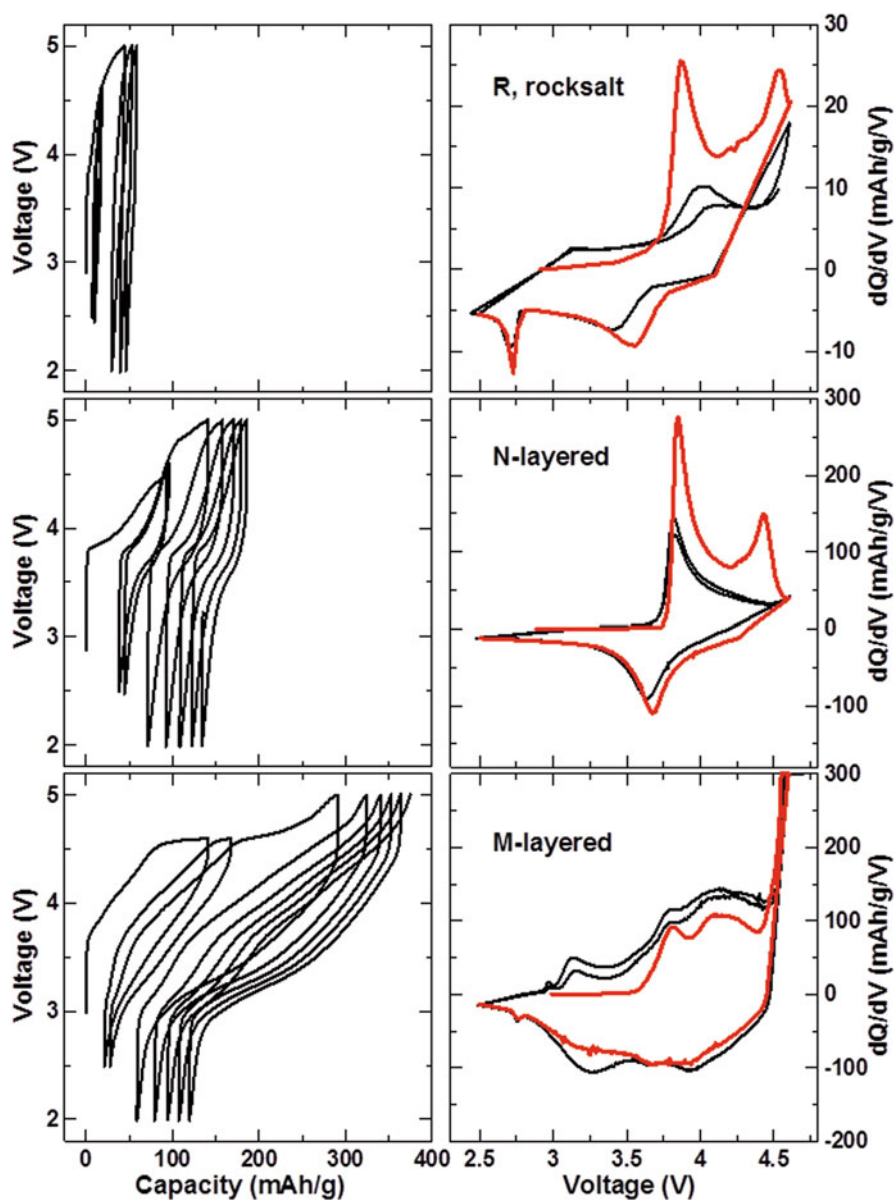 5
4
3
2
Voltage (V)
R, rocksalt
30
20
10
0
-10
dQ/dV (mAh/g/V)
5
4
3
2
Voltage (V)
N-layered
300
200
100
0
-100
dQ/dV (mAh/g/V)
5
4
3
2
Voltage (V)
M-layered
300
200
100
0
-100
-200
dQ/dV (mAh/g/V)
0 100 200 300 400
Capacity (mAh/g)
2.5 3 3.5 4 4.5
Voltage (V)